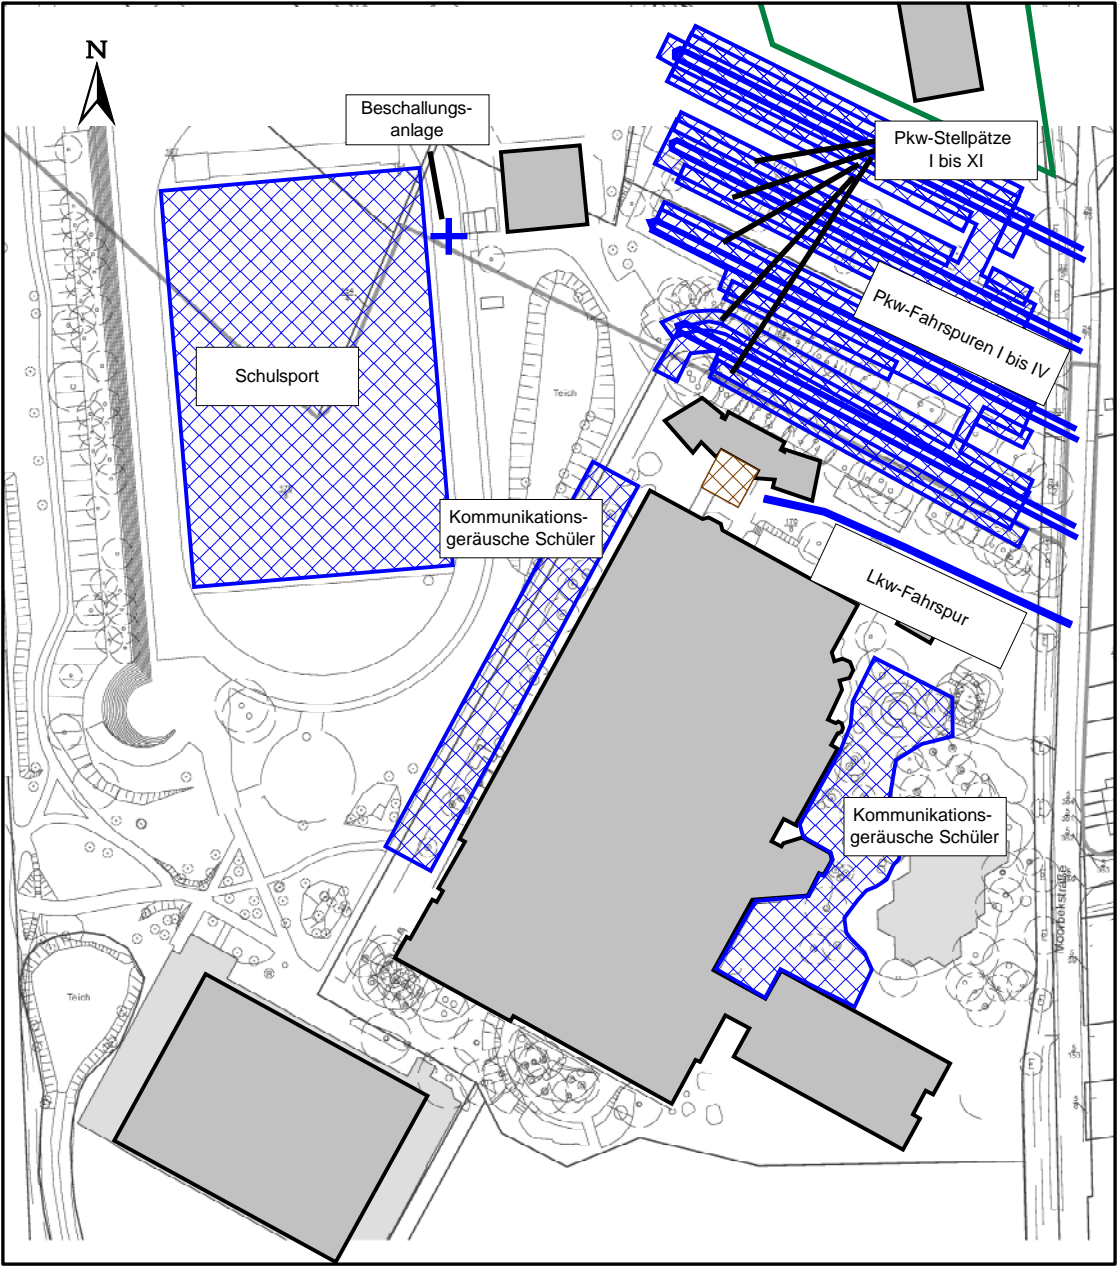 N
Beschallungs-
anlage
Pkw-Stellpätze
I bis XI
Pkw-Fahrspuren I bis IV
Schulsport
Teich
Kommunikations-
geräusche Schüler
Lkw-Fahrspur
Kommunikations-
geräusche Schüler
Moorbekstraße
Teich